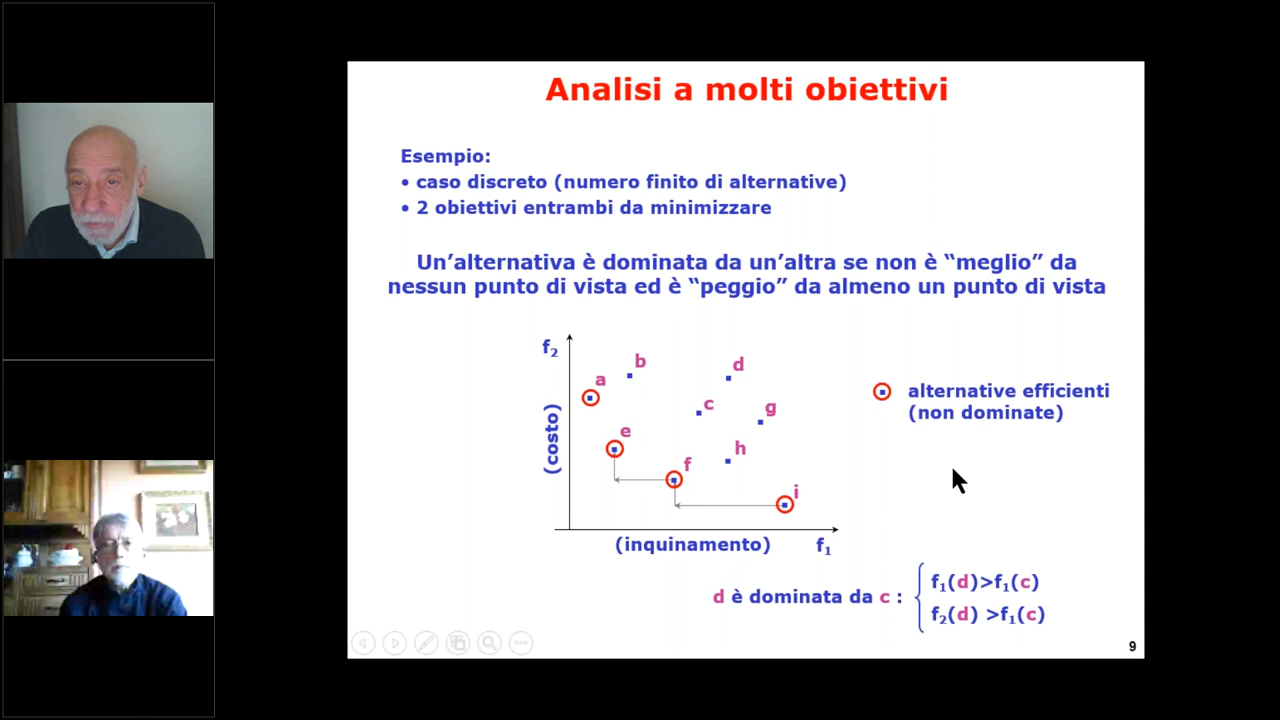 Analisi a molti obiettivi
Esempio:
• caso discreto (numero finito di alternative)
• 2 obiettivi entrambi da minimizzare
Un’alternativa è dominata da un’altra se non è “meglio” da
nessun punto di vista ed è “peggio” da almeno un punto di vista
f₂
(costo)
a
b
c
d
e
f
g
h
i
(inquinamento)
f₁
alternative efficienti
(non dominate)
d è dominata da c :
f₁(d)>f₁(c)
f₂(d) >f₁(c)
9